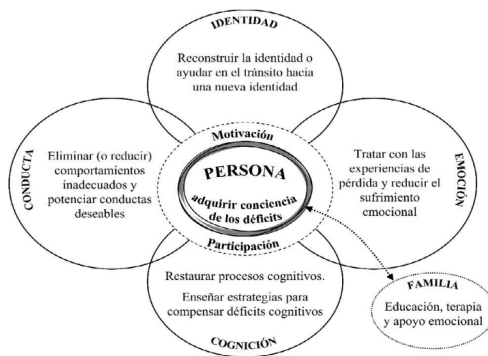 IDENTIDAD
Reconstruir la identidad o
ayudar en el tránsito hacia
una nueva identidad
CONDUCTA
Eliminar (o reducir)
comportamientos
inadecuados y
potenciar conductas
deseables
Motivación
PERSONA
adquirir conciencia
de los déficits
Participación
EMOCIÓN
Tratar con las
experiencias de
pérdida y reducir el
sufrimiento
emocional
Restaurar procesos cognitivos.
Enseñar estrategias para
compensar déficits cognitivos
COGNICIÓN
FAMILIA
Educación, terapia
y apoyo emocional